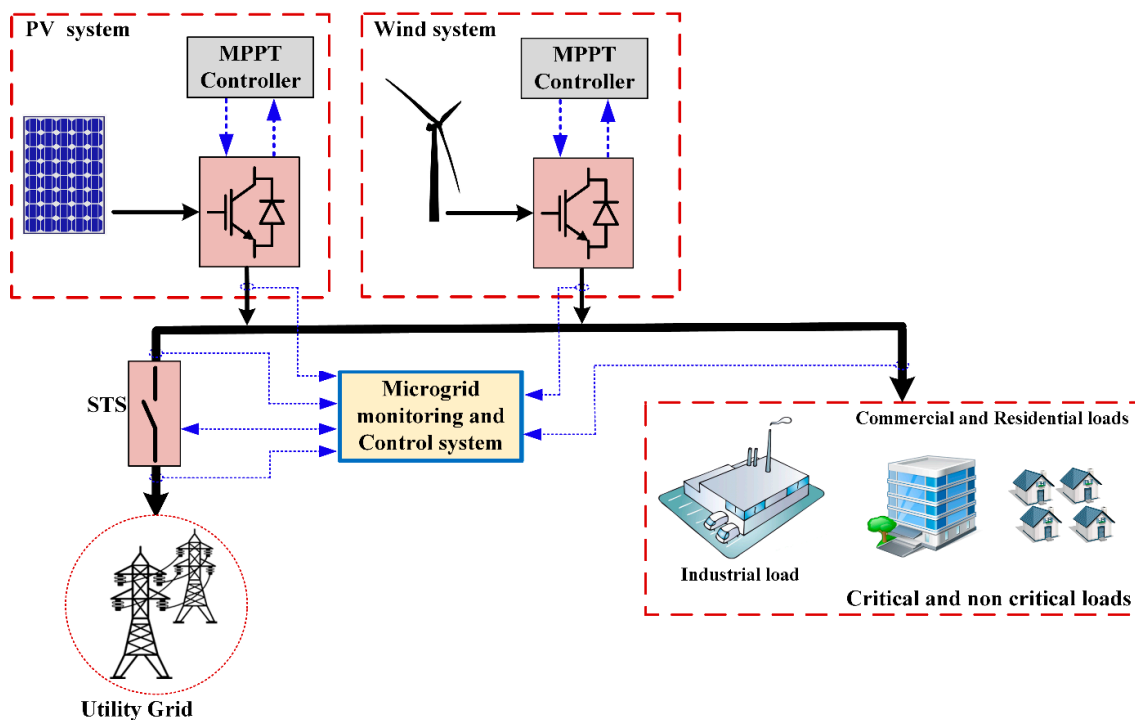 PV system
MPPT
Controller
Wind system
MPPT
Controller
STS
Microgrid
monitoring and
Control system
Commercial and Residential loads
Industrial load
Critical and non critical loads
Utility Grid